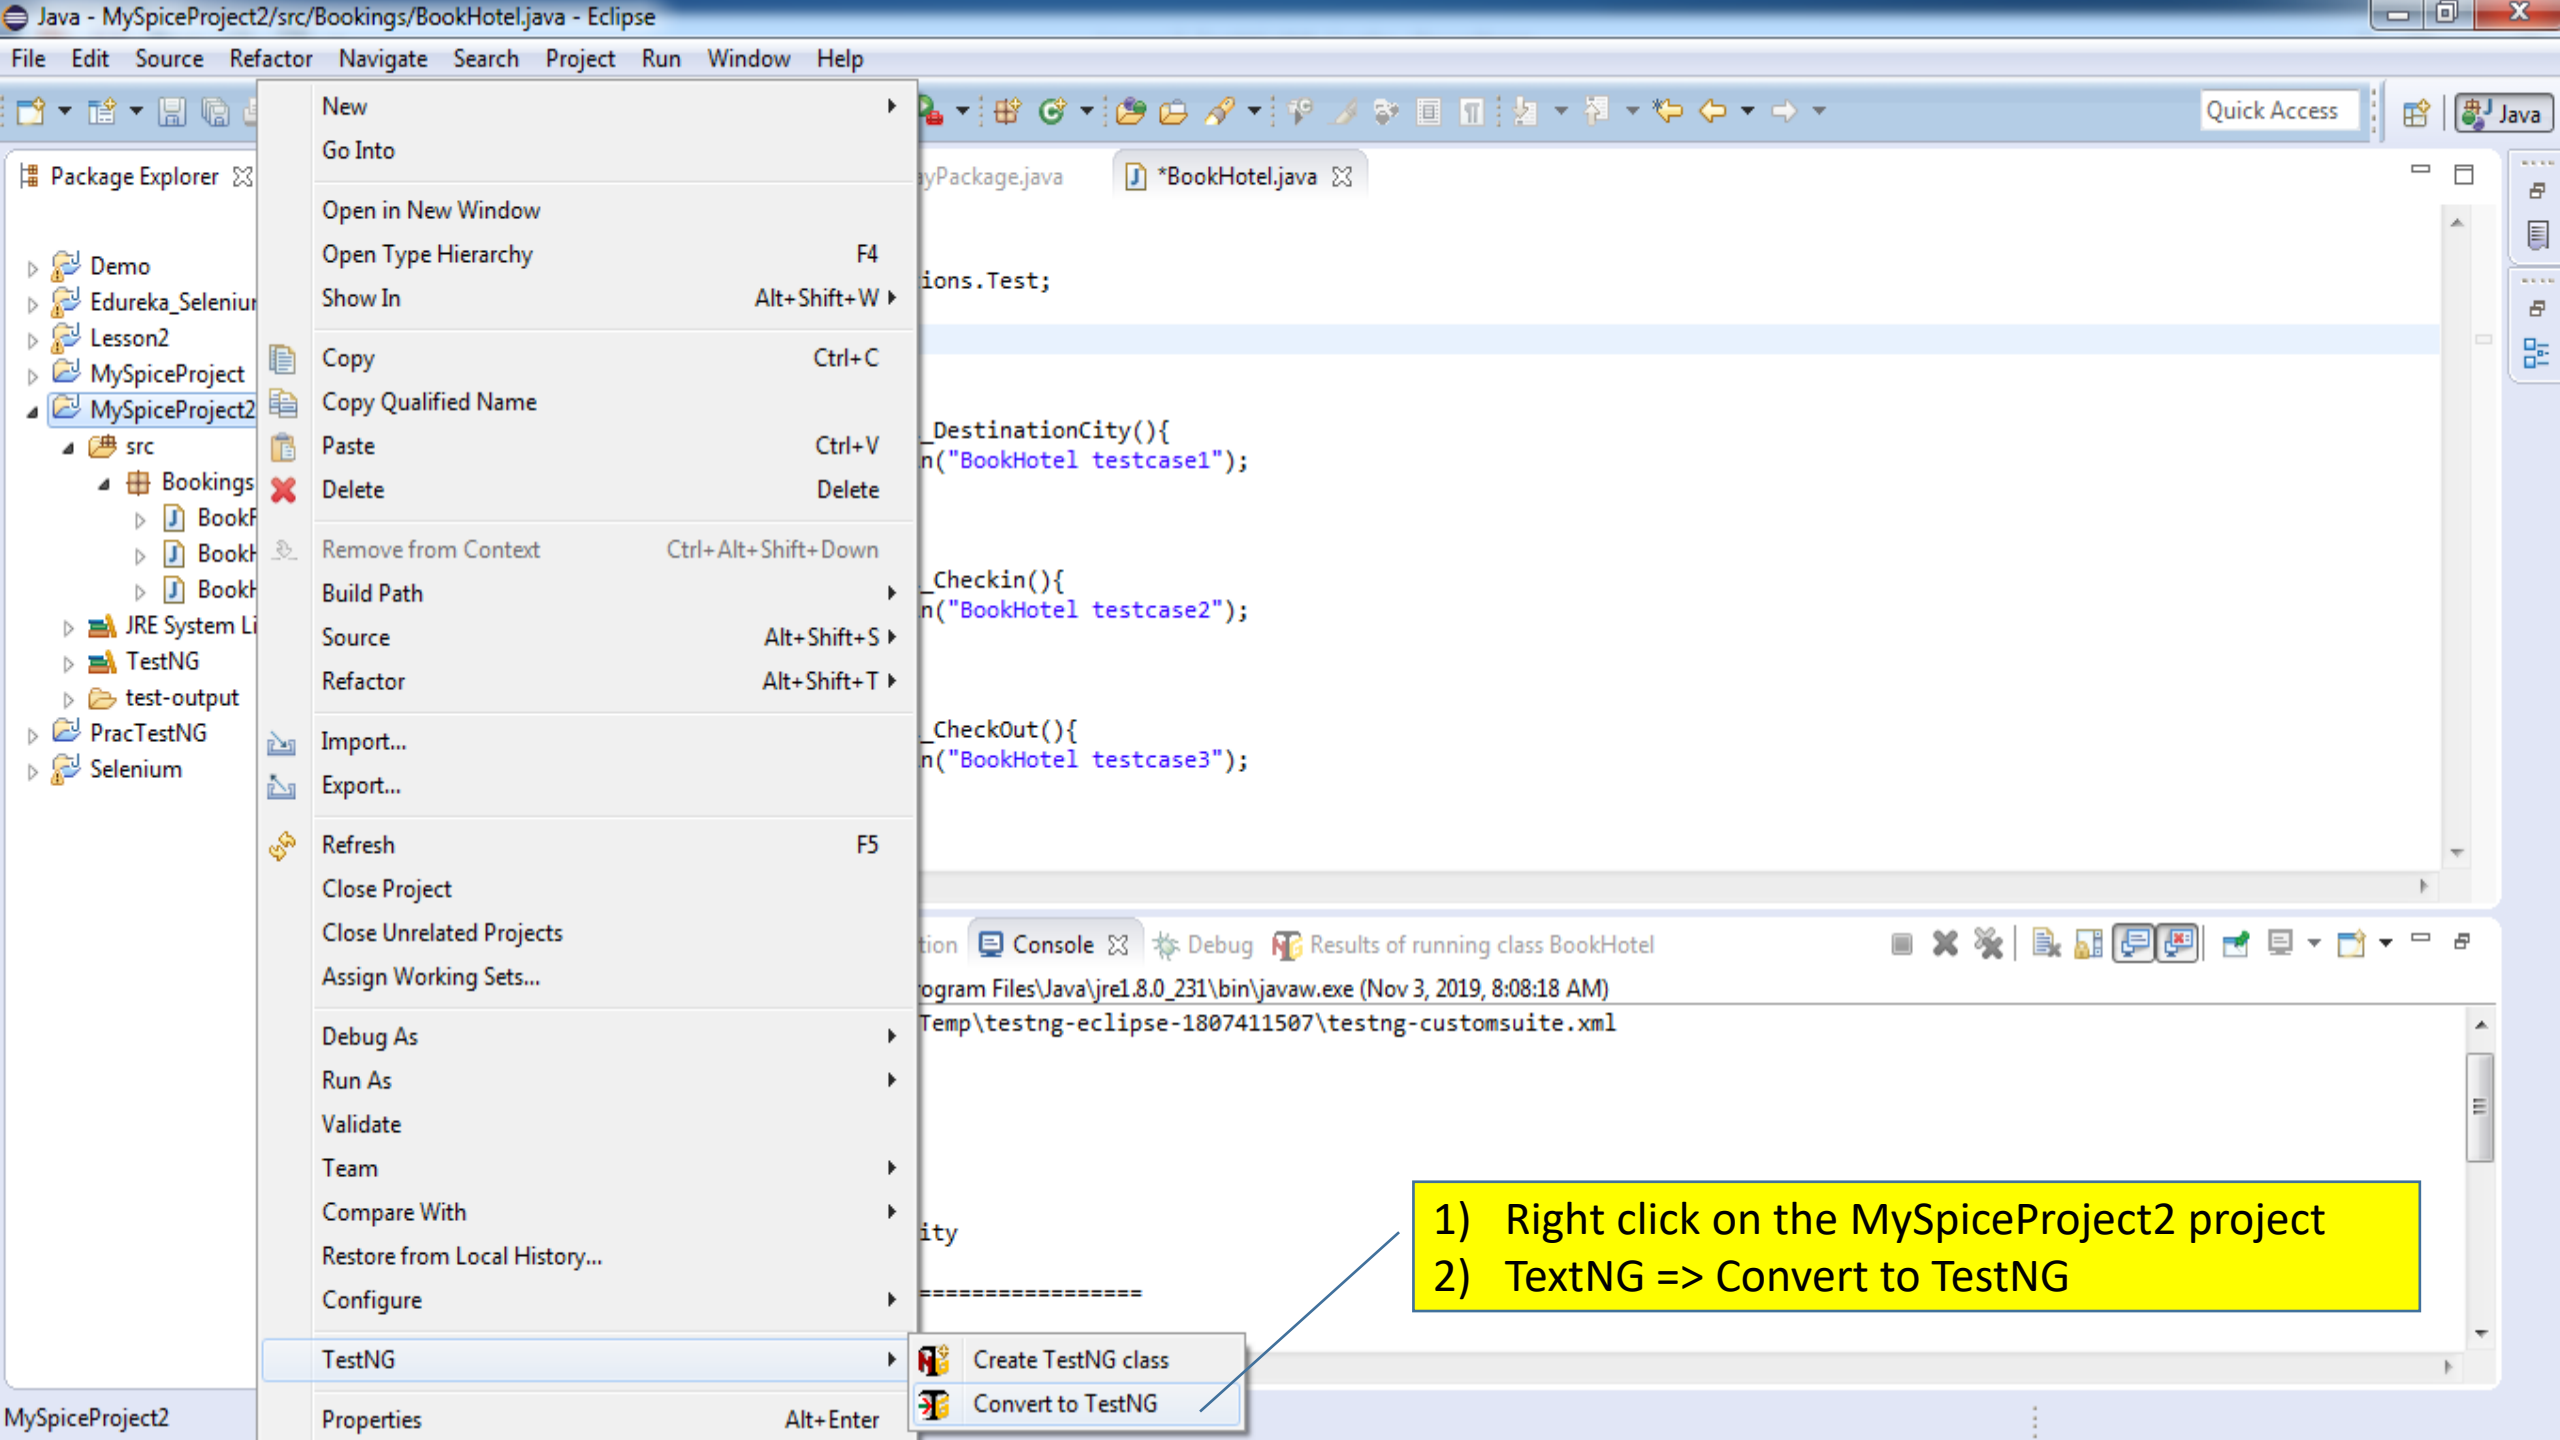 Java - MySpiceProject2/src/Bookings/BookHotel.java - Eclipse
File Edit Source Refactor Navigate Search Project Run Window Help
Quick Access
Java
Package Explorer
Demo
Edureka_Seleniu
Lesson2
MySpiceProject
MySpiceProject2
src
Bookings
BookF
BookH
BookH
JRE System Li
TestNG
test-output
PracTestNG
Selenium
New
Go Into
Open in New Window
Open Type Hierarchy F4
Show In Alt+Shift+W
Copy Ctrl+C
Copy Qualified Name
Paste Ctrl+V
Delete Delete
Remove from Context Ctrl+Alt+Shift+Down
Build Path
Source Alt+Shift+S
Refactor Alt+Shift+T
Import...
Export...
Refresh F5
Close Project
Close Unrelated Projects
Assign Working Sets...
Debug As
Run As
Validate
Team
Compare With
Restore from Local History...
Configure
TestNG
Properties Alt+Enter
Create TestNG class
Convert to TestNG
ayPackage.java
*BookHotel.java
ions.Test;
_DestinationCity(){
n("BookHotel testcase1");
_Checkin(){
n("BookHotel testcase2");
_CheckOut(){
n("BookHotel testcase3");
tion Console Debug Results of running class BookHotel
ogram Files\Java\jre1.8.0_231\bin\javaw.exe (Nov 3, 2019, 8:08:18 AM)
Temp\testng-eclipse-1807411507\testng-customsuite.xml
ity
=================
1) Right click on the MySpiceProject2 project
2) TextNG => Convert to TestNG
MySpiceProject2